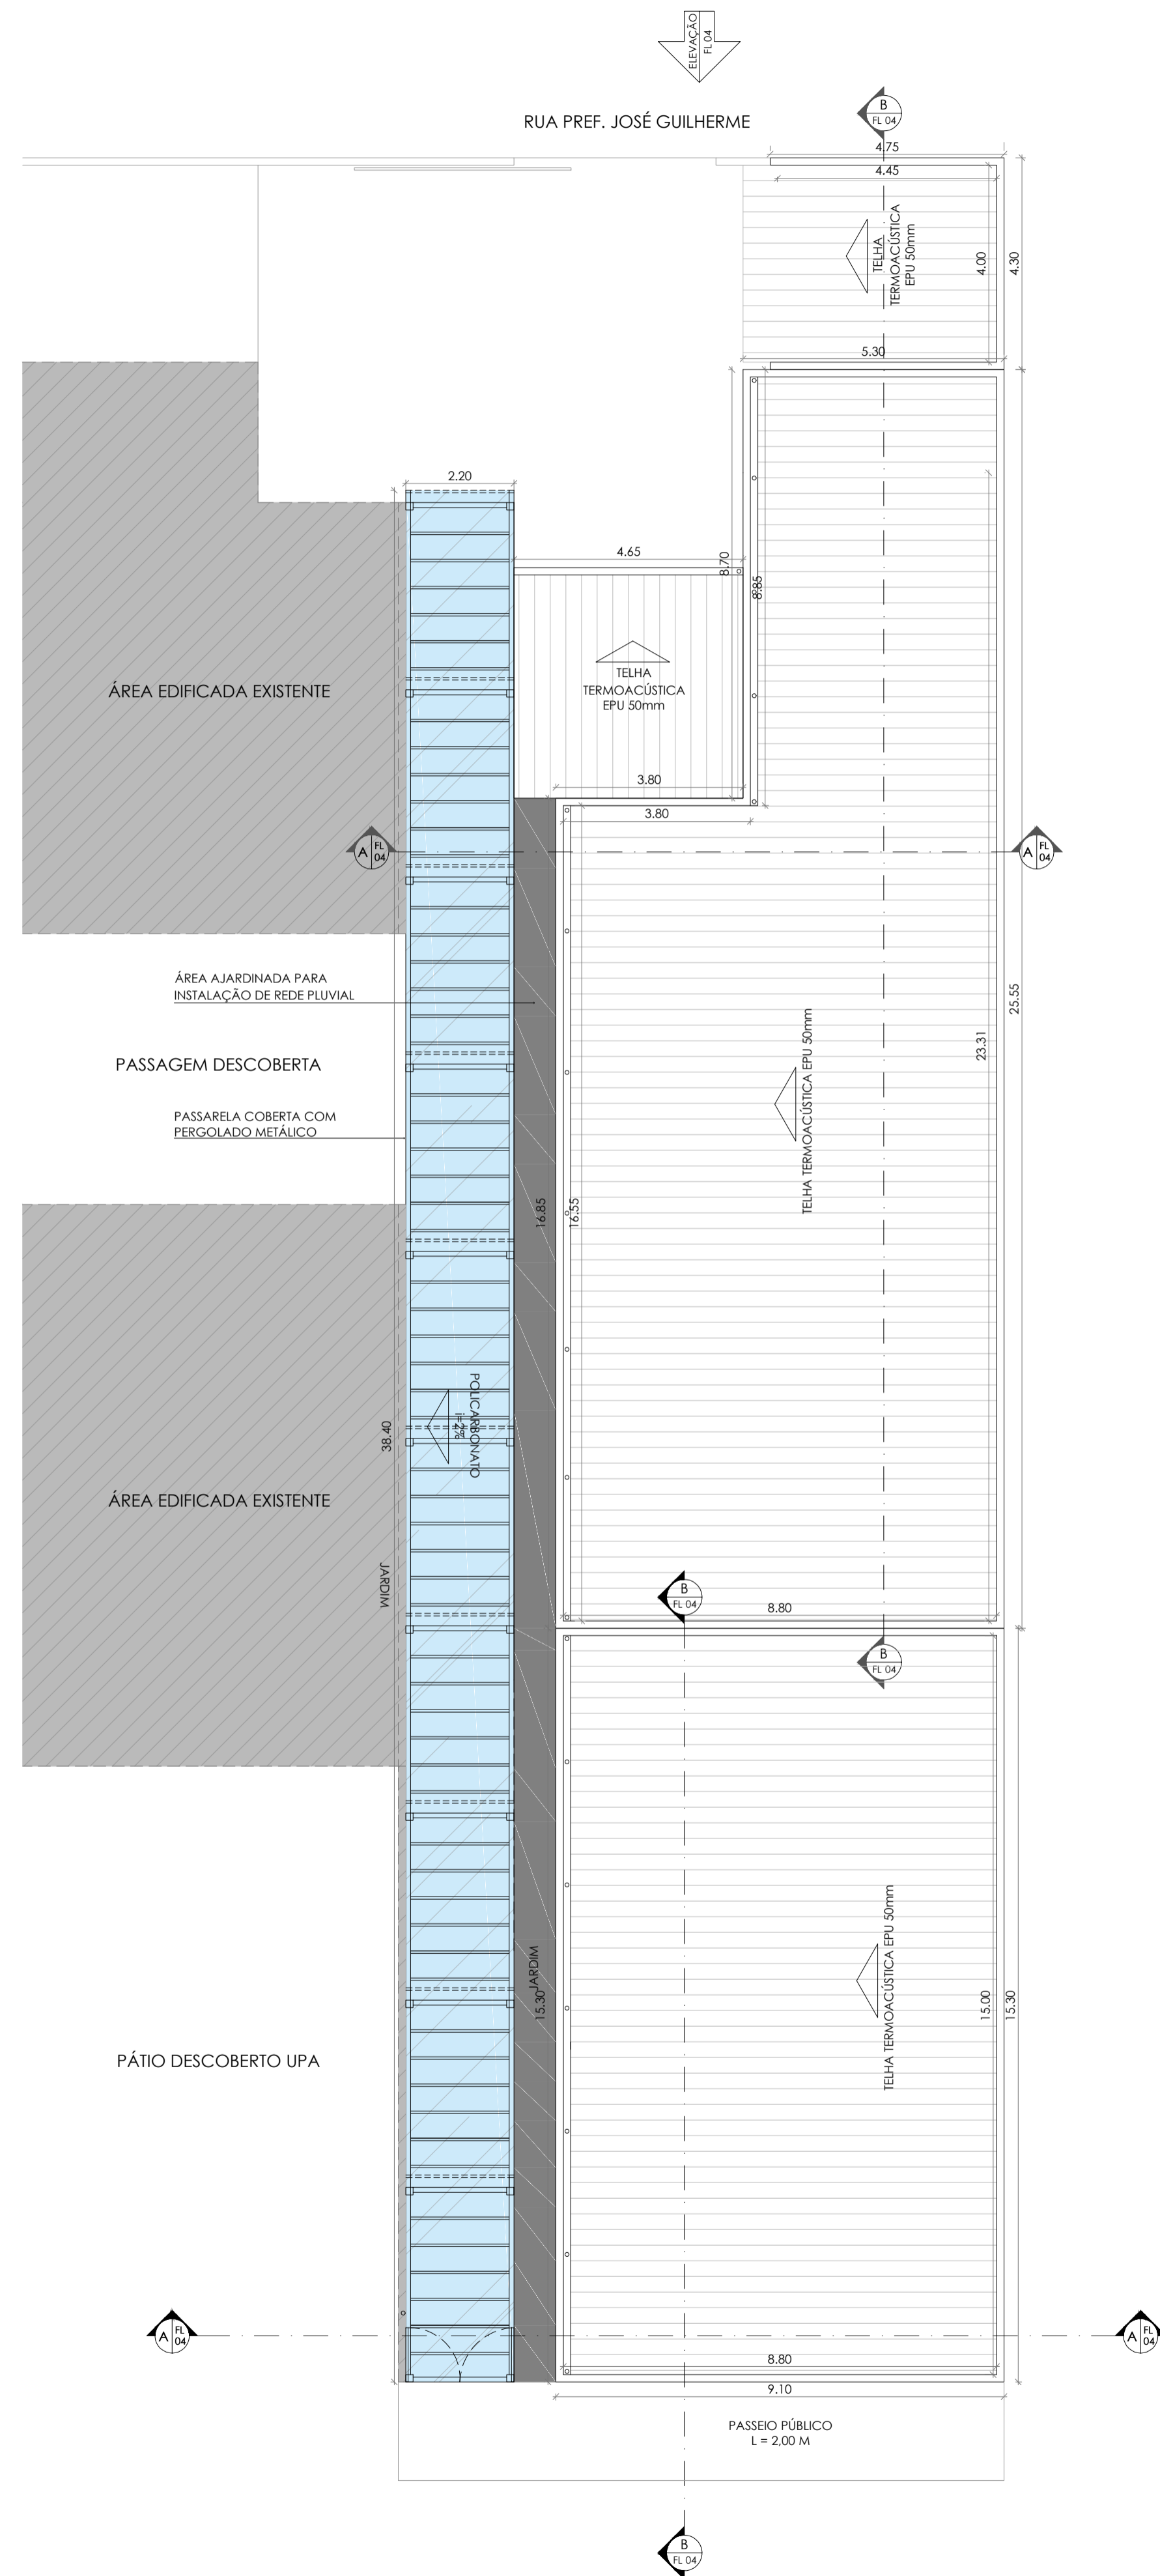 ELEVAÇÃO
FL 04
RUA PREF. JOSÉ GUILHERME
B
FL 04
4.75
4.45
TELHA
TERMOACÚSTICA
EPU 50mm
4.00
4.30
5.30
2.20
4.65
8.70
8.85
TELHA
TERMOACÚSTICA
EPU 50mm
ÁREA EDIFICADA EXISTENTE
3.80
3.80
A
FL
04
A
FL
04
ÁREA AJARDINADA PARA
INSTALAÇÃO DE REDE PLUVIAL
PASSAGEM DESCOBERTA
PASSARELA COBERTA COM
PERGOLADO METÁLICO
TELHA TERMOACÚSTICA EPU 50mm
23.31
25.55
16.85
16.55
38.40
POLICARBONATO
i=2%
ÁREA EDIFICADA EXISTENTE
JARDIM
B
FL 04
8.80
B
FL 04
JARDIM
15.30
TELHA TERMOACÚSTICA EPU 50mm
15.00
15.30
PÁTIO DESCOBERTO UPA
A
FL
04
A
FL
04
8.80
9.10
PASSEIO PÚBLICO
L = 2,00 M
B
FL 04